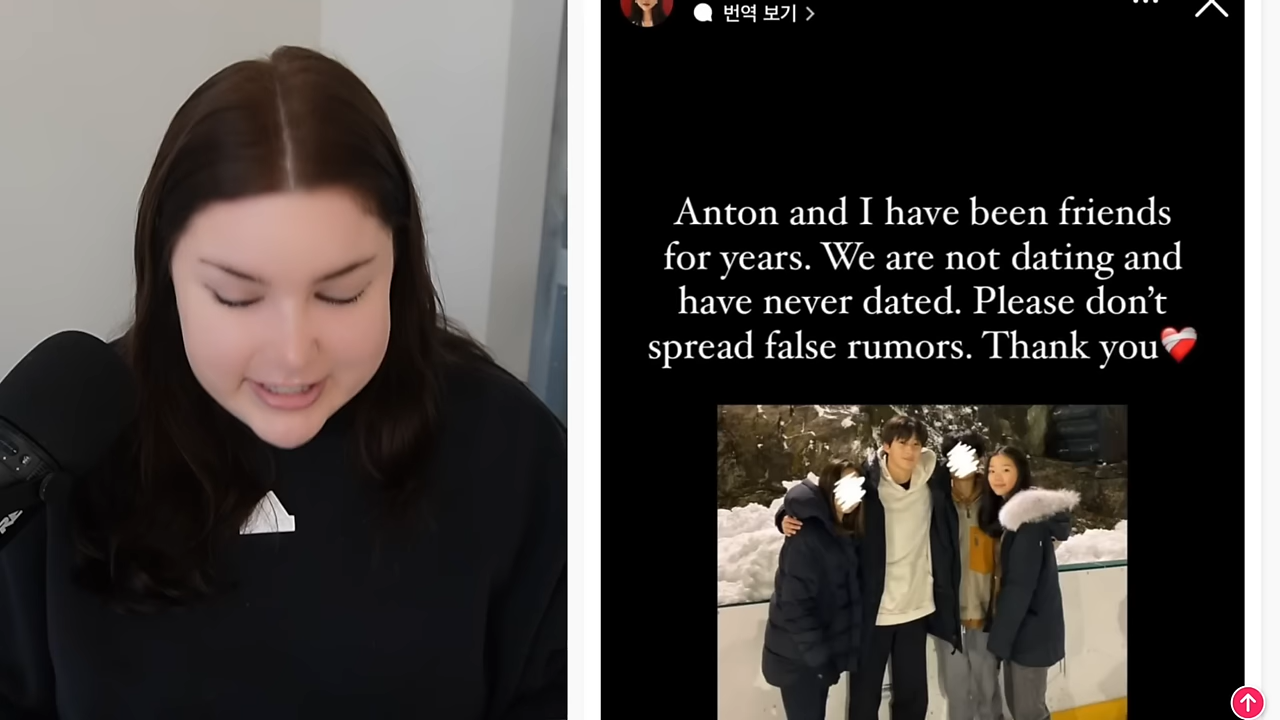 번역 보기
Anton and I have been friends
for years. We are not dating and
have never dated. Please don't
spread false rumors. Thank you